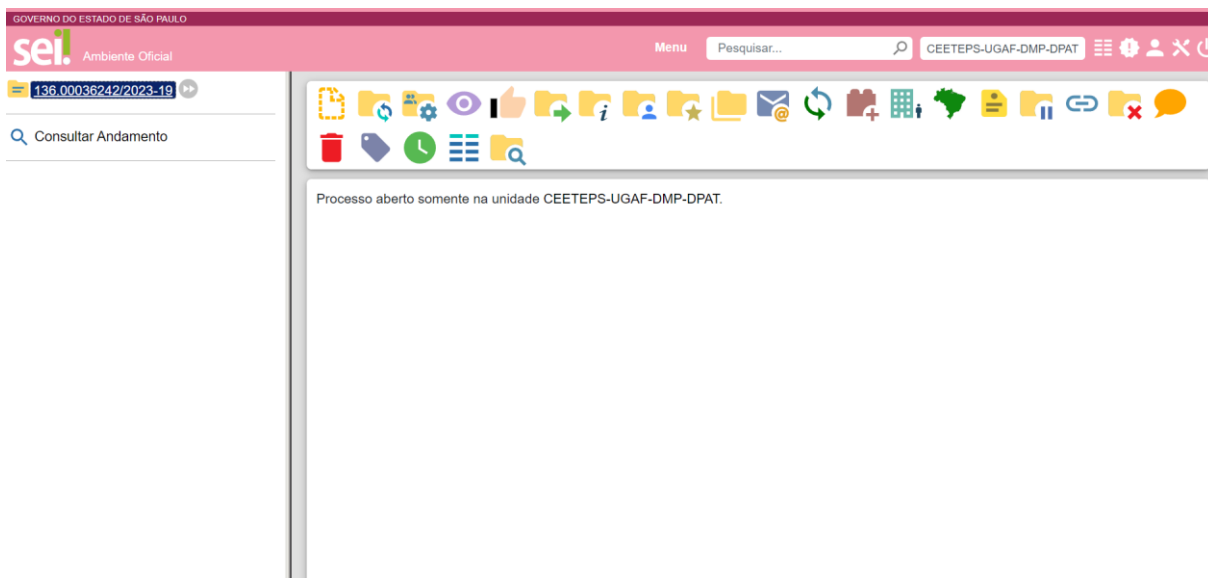 GOVERNO DO ESTADO DE SÃO PAULO
sei! Ambiente Oficial
Menu
Pesquisar...
CEETEPS-UGAF-DMP-DPAT
136.00036242/2023-19
Consultar Andamento
Processo aberto somente na unidade CEETEPS-UGAF-DMP-DPAT.